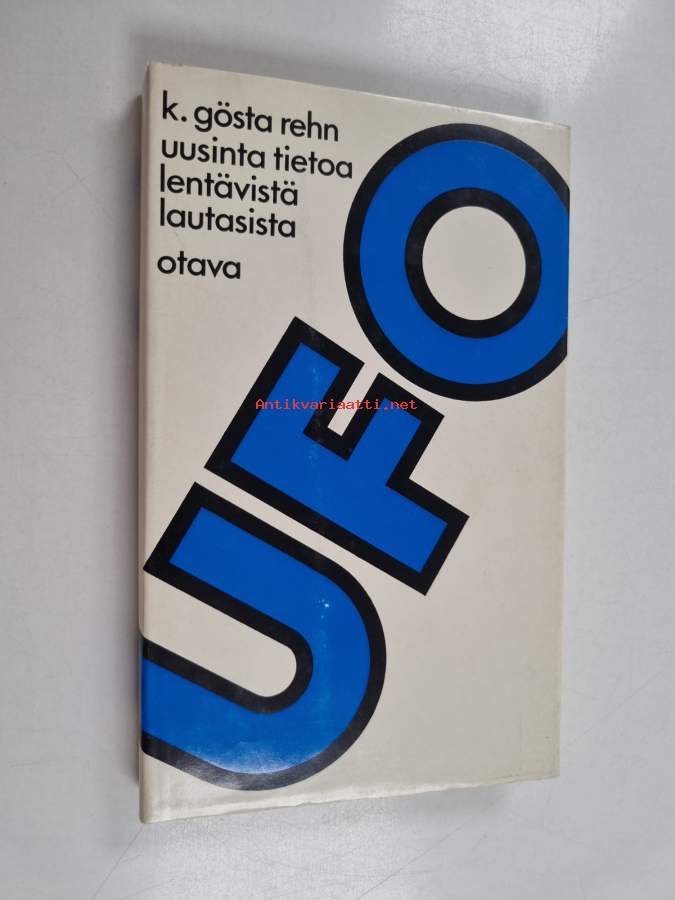 k. gösta rehn
uusinta tietoa
lentävistä
lautasista
otava
UFO
Antikvariaatti.net